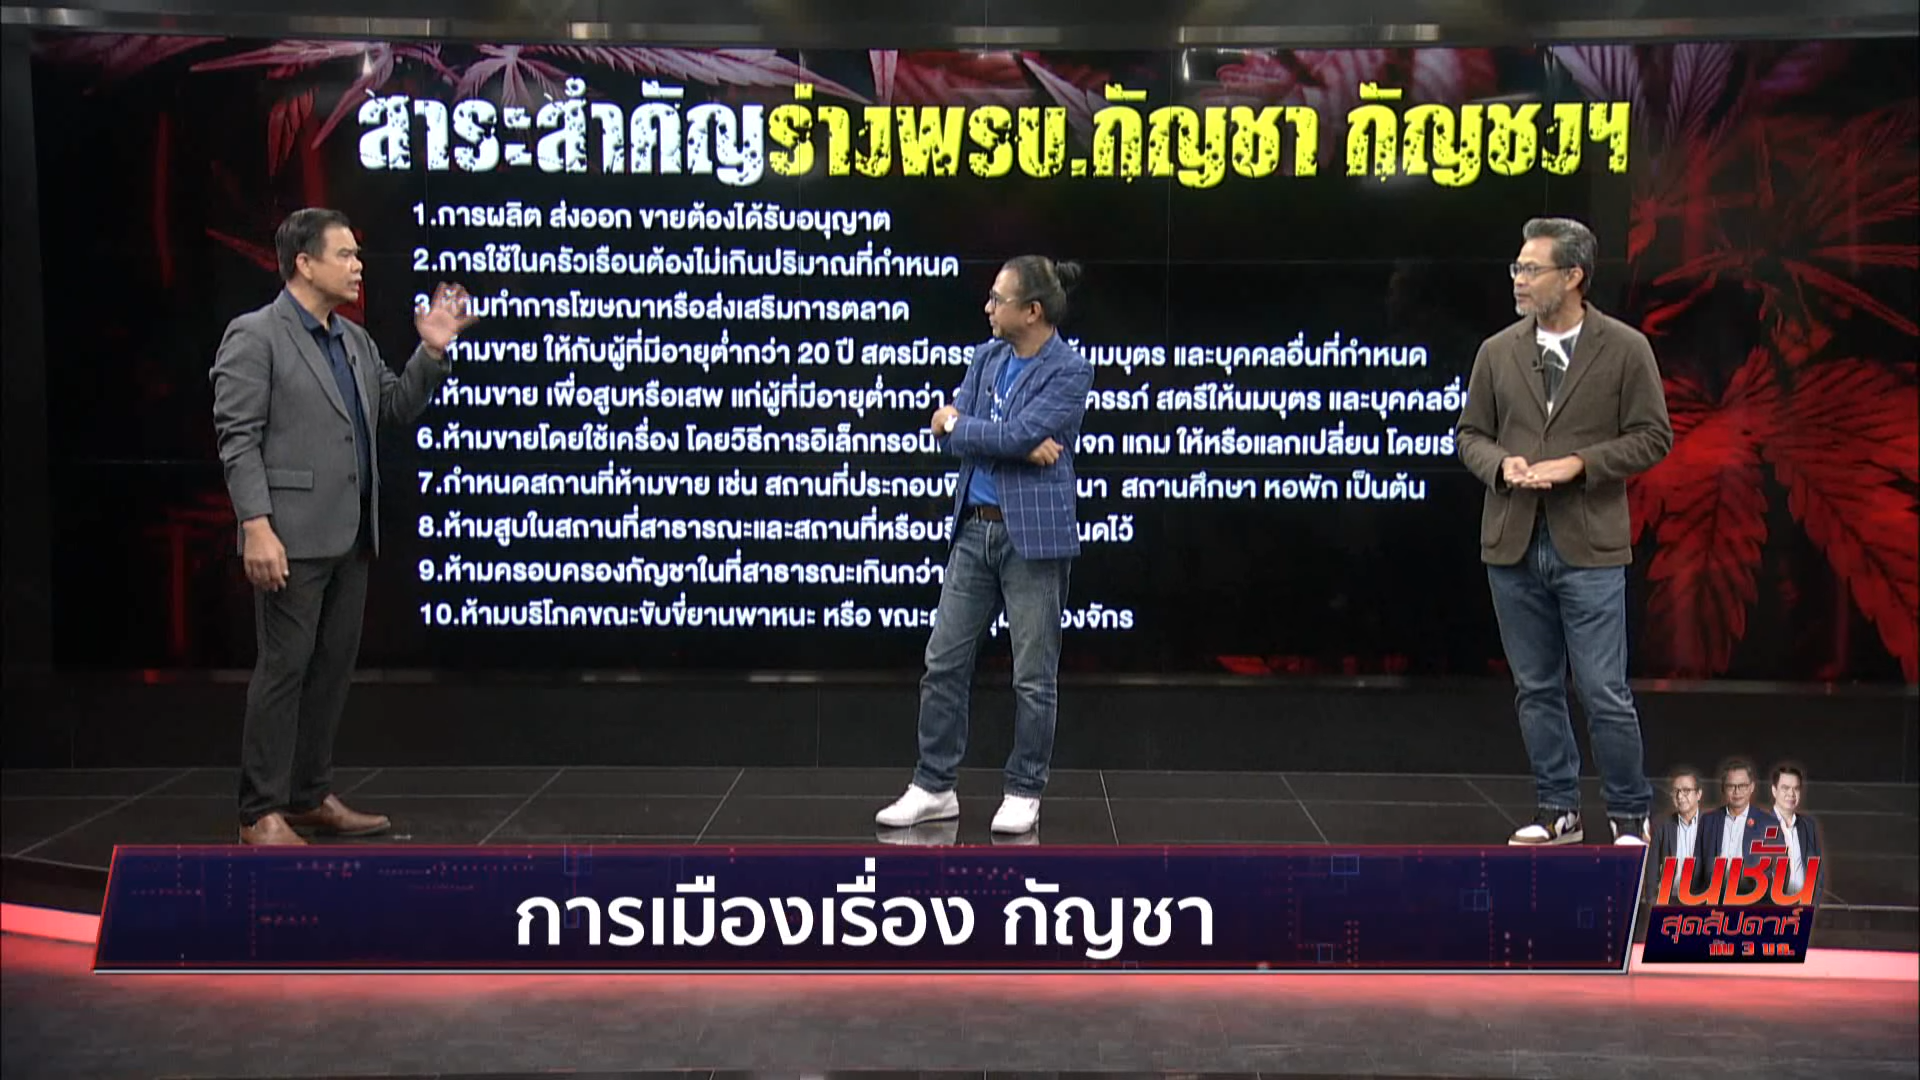 สาระสำคัญร่างพรบ.กัญชา กัญชงฯ
1.การผลิต ส่งออก ขายต้องได้รับอนุญาต
2.การใช้ในครัวเรือนต้องไม่เกินปริมาณที่กำหนด
3.ห้ามทำการโฆษณาหรือส่งเสริมการตลาด
ห้ามขาย ให้กับผู้ที่มีอายุต่ำกว่า 20 ปี สตรมีครร นมบุตร และบุคคลอื่นที่กำหนด
.ห้ามขาย เพื่อสูบหรือเสพ แก่ผู้ที่มีอายุต่ำกว่า ครรภ์ สตรีให้นมบุตร และบุคคลอื่
6.ห้ามขายโดยใช้เครื่อง โดยวิธีการอิเล็กทรอนิ จก แถม ให้หรือแลกเปลี่ยน โดยเร่
7.กำหนดสถานที่ห้ามขาย เช่น สถานที่ประกอบพิ นา สถานศึกษา หอพัก เป็นต้น
8.ห้ามสูบในสถานที่สาธารณะและสถานที่หรือบริ นดไว้
9.ห้ามครอบครองกัญชาในที่สาธารณะเกินกว่า
10.ห้ามบริโภคขณะขับขี่ยานพาหนะ หรือ ขณะ องจักร
การเมืองเรื่อง กัญชา
เนชั่น
สุดสัปดาห์
กับ 3 บก.